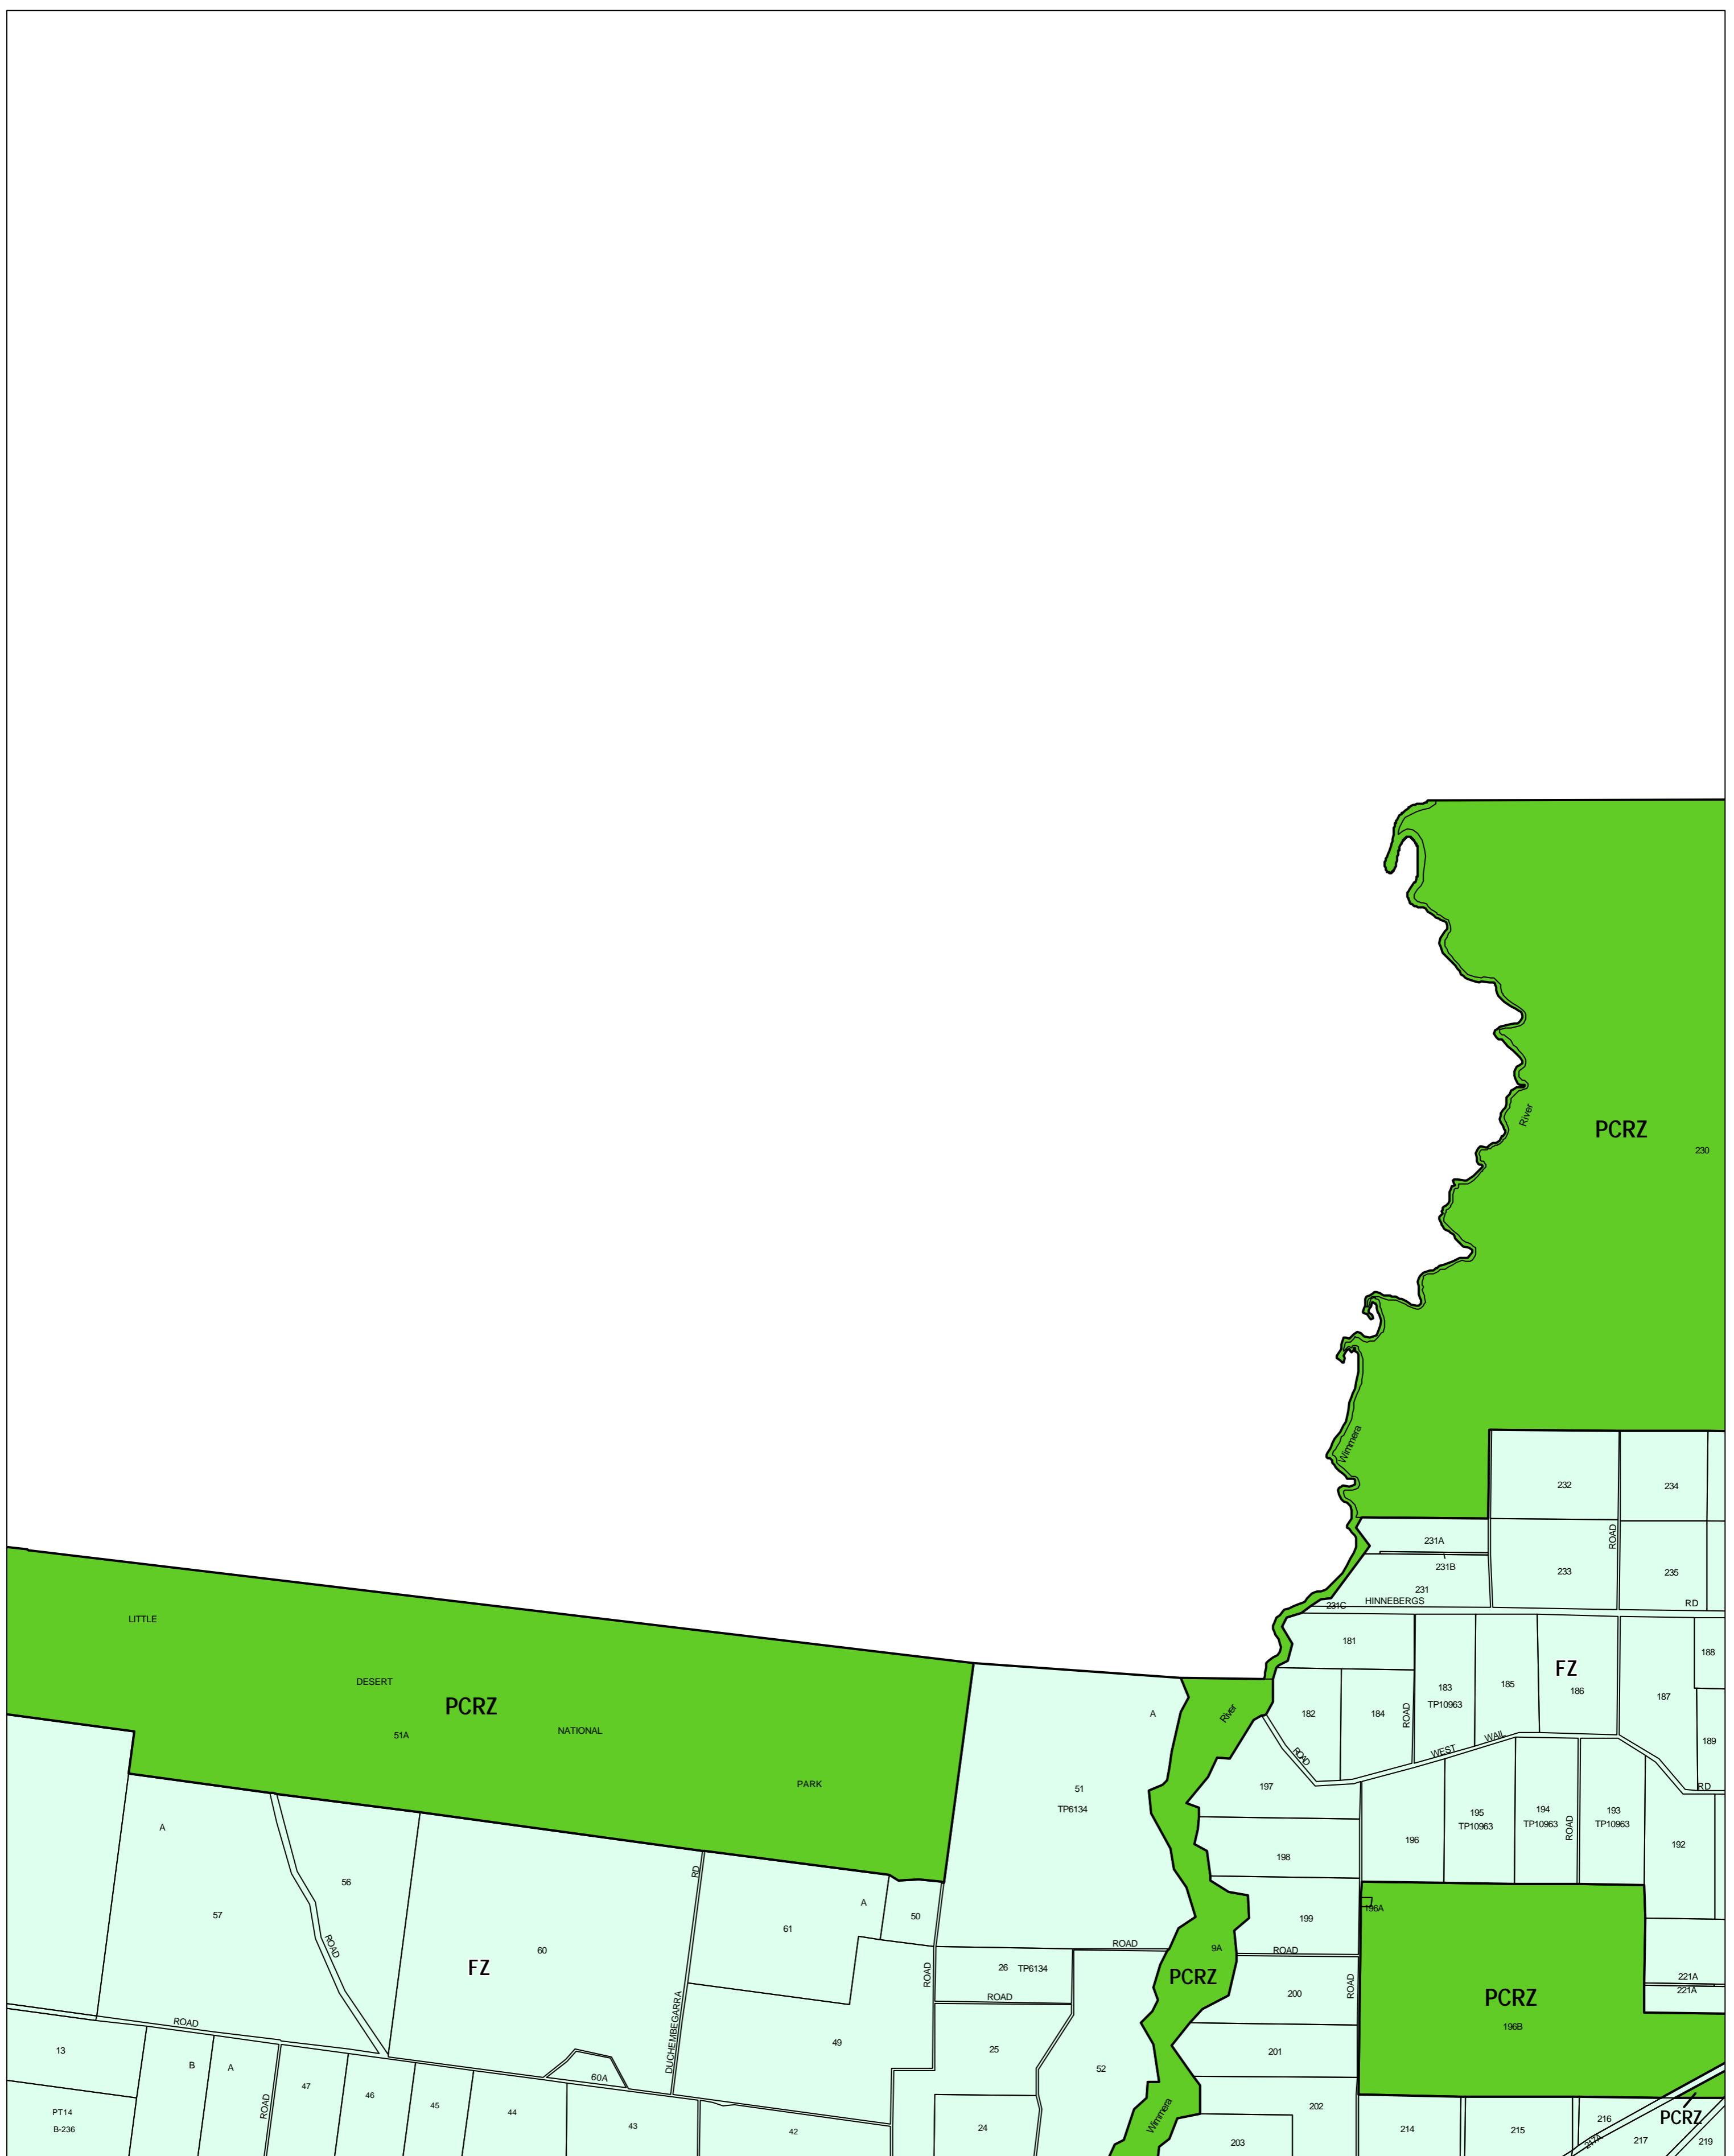 River
PCRZ
230
Wimmera
232
234
231A
ROAD
231B
233
235
231
HINNEBERGS
RD
231C
LITTLE
181
188
FZ
DESERT
183
185
186
187
PCRZ
TP10963
A
River
182
184
ROAD
NATIONAL
51A
WAIL
189
WEST
ROAD
PARK
51
197
RD
TP6134
195
194
193
TP10963
TP10963
ROAD
TP10963
A
196
192
198
RD
56
A
50
196A
57
61
199
ROAD
60
ROAD
9A
ROAD
FZ
26
TP6134
ROAD
ROAD
PCRZ
221A
ROAD
200
ROAD
221A
PCRZ
ROAD
196B
DUCHEMBEGARRA
49
25
13
201
B
A
52
60A
47
46
45
44
ROAD
Wimmera
202
PT14
43
42
24
214
215
216
PCRZ
B-236
203
217A
217
219